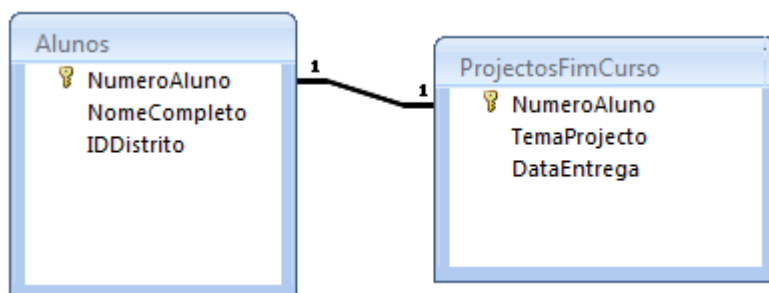 Alunos
NumeroAluno
NomeCompleto
IDDistrito
1
1
ProjectosFimCurso
NumeroAluno
TemaProjecto
DataEntrega